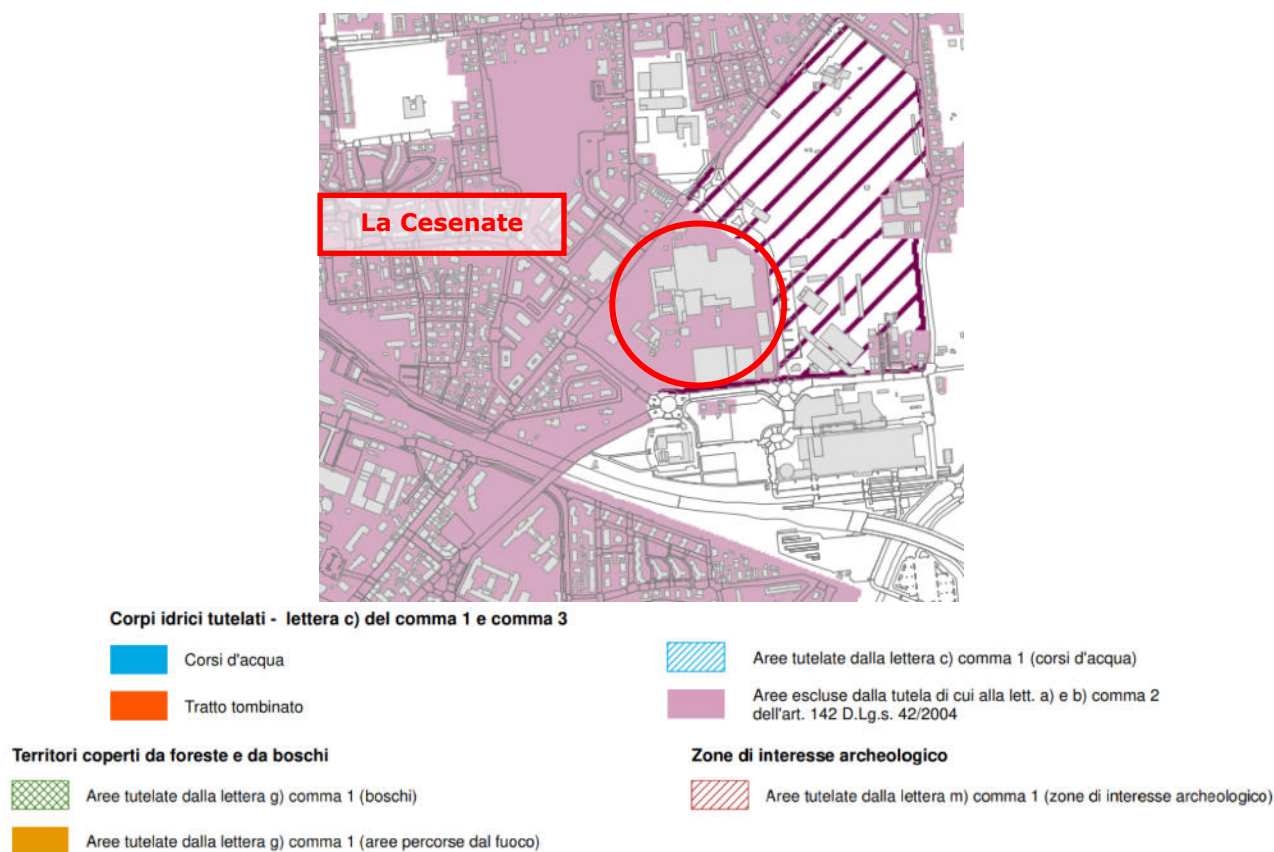 La Cesenate
Corpi idrici tutelati - lettera c) del comma 1 e comma 3
Corsi d'acqua
Tratto tombinato
Aree tutelate dalla lettera c) comma 1 (corsi d'acqua)
Aree escluse dalla tutela di cui alla lett. a) e b) comma 2
dell'art. 142 D.Lg.s. 42/2004
Territori coperti da foreste e da boschi
Aree tutelate dalla lettera g) comma 1 (boschi)
Aree tutelate dalla lettera g) comma 1 (aree percorse dal fuoco)
Zone di interesse archeologico
Aree tutelate dalla lettera m) comma 1 (zone di interesse archeologico)